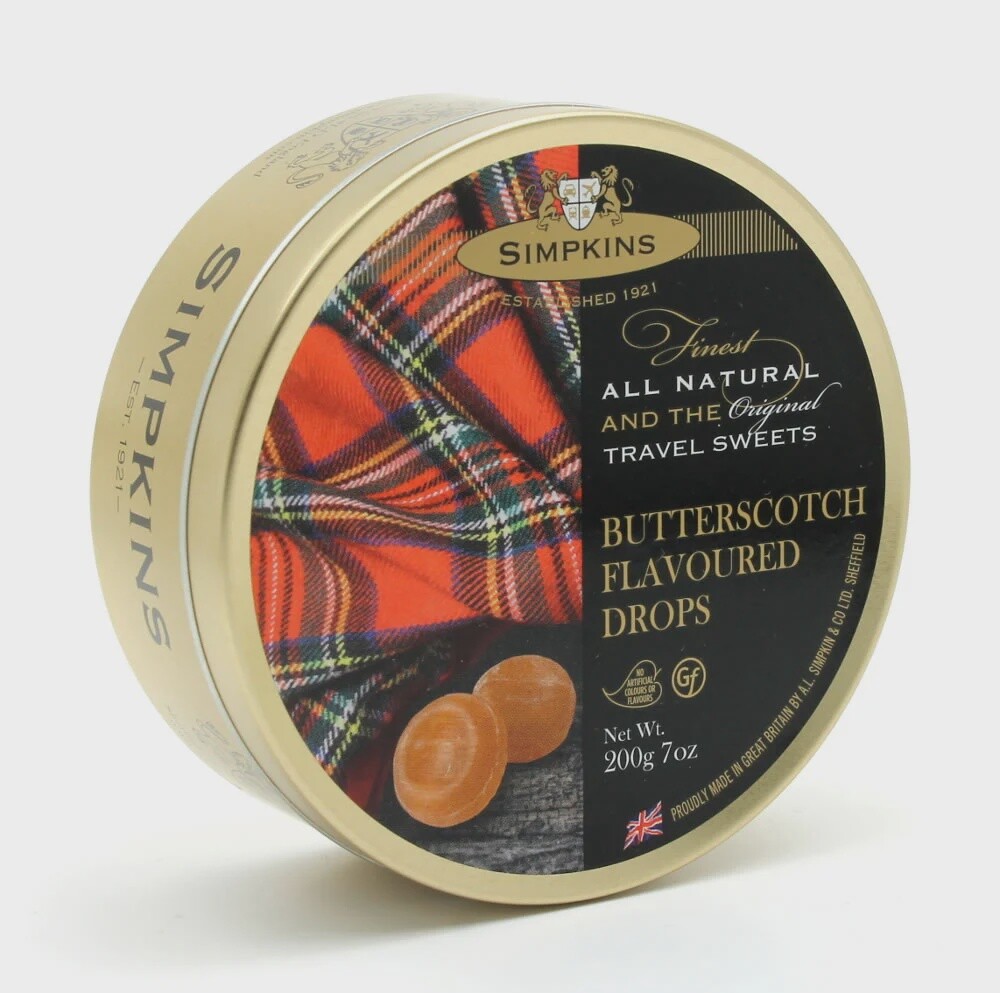 SIMPKINS
ESTABLISHED 1921
Finest
ALL NATURAL
AND THE Original
TRAVEL SWEETS
BUTTERSCOTCH
FLAVOURED
DROPS
NO
ARTIFICIAL
COLOURS OR
FLAVOURS
Gf
Net Wt.
200g 7oz
PROUDLY MADE IN GREAT BRITAIN BY A.L. SIMPKIN & CO LTD. SHEFFIELD
SIMPKINS
–EST. 1921–